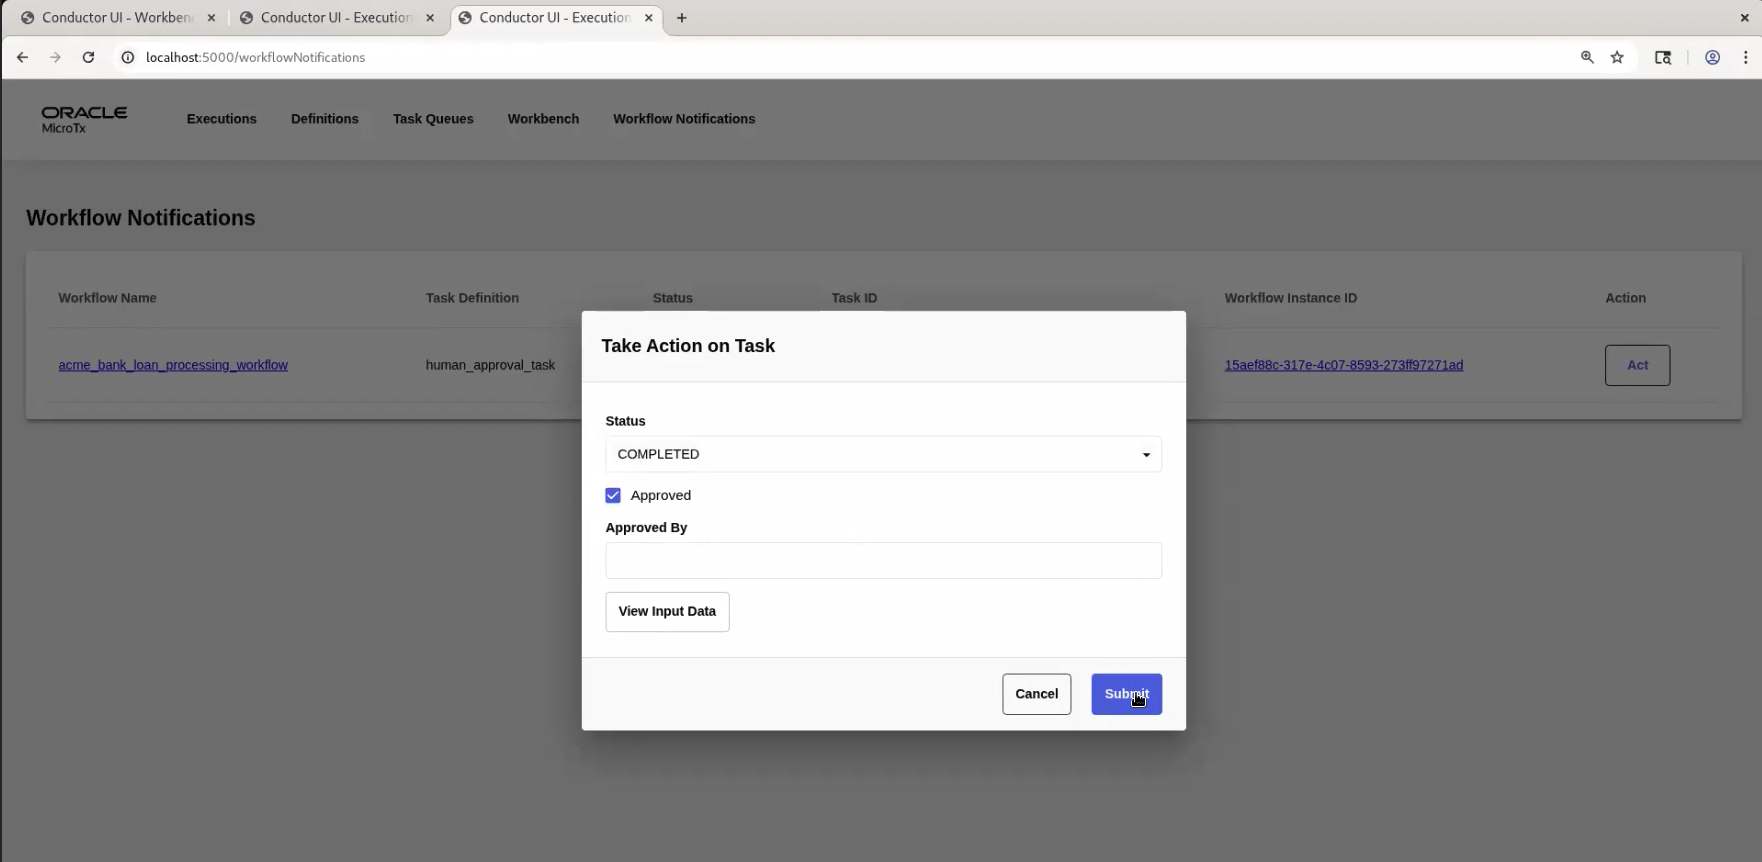 Conductor UI - Workben
Conductor UI - Execution
Conductor UI - Execution
localhost:5000/workflowNotifications
ORACLE
MicroTx
Executions
Definitions
Task Queues
Workbench
Workflow Notifications
Workflow Notifications
Workflow Name
Task Definition
Status
Task ID
Workflow Instance ID
Action
acme_bank_loan_processing_workflow
human_approval_task
15aef88c-317e-4c07-8593-273ff97271ad
Act
Take Action on Task
Status
COMPLETED
Approved
Approved By
View Input Data
Cancel
Submit